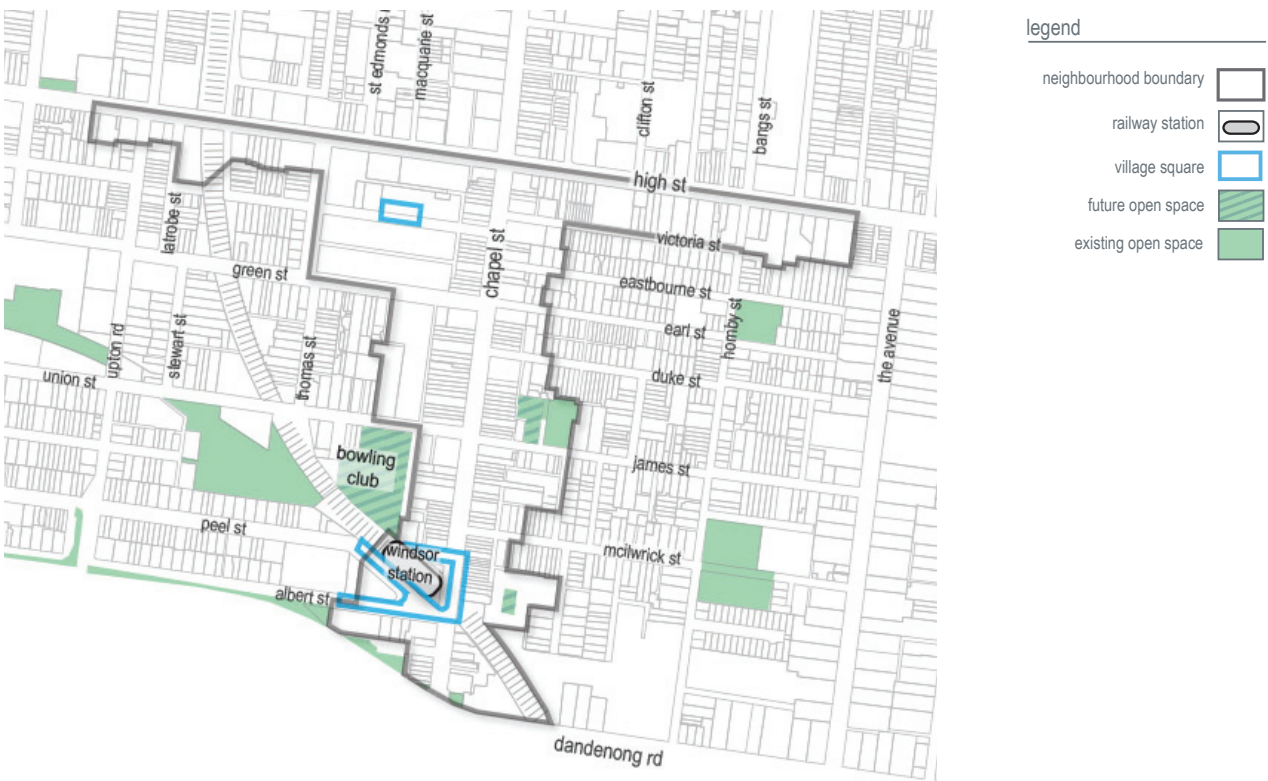 legend
neighbourhood boundary
railway station
village square
future open space
existing open space
st edmonds
macquarie st
clifton st
bangs st
high st
latrobe st
chapel st
victoria st
green st
eastbourne st
hornby st
earl st
the avenue
upton rd
stewart st
thomas st
duke st
union st
bowling
club
james st
peel st
windsor
station
mcilwrick st
albert st
dandenong rd